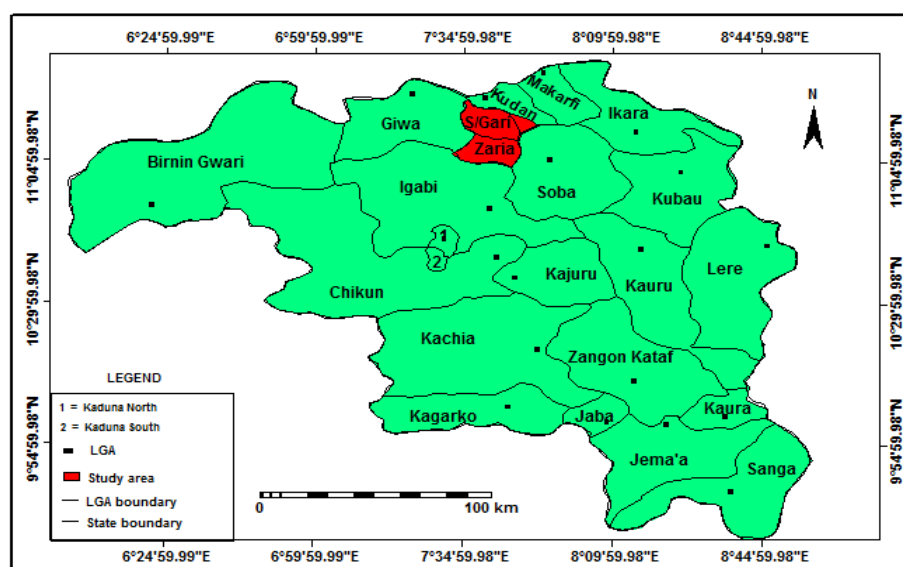 6°24'59.99"E 6°59'59.99"E 7°34'59.98"E 8°09'59.98"E 8°44'59.98"E
N
Makarfi
Kudan
Ikara
Giwa
S/Gari
Zaria
Birnin Gwari
Igabi
Soba
Kubau
1
2
Kajuru
Kauru
Lere
Chikun
Kachia
Zangon Kataf
Kagarko
Jaba
Kaura
Jema'a
Sanga
11°04'59.98"N
10°29'59.98"N
9°54'59.98"N
11°04'59.98"N
10°29'59.98"N
9°54'59.98"N
LEGEND
1 = Kaduna North
2 = Kaduna South
LGA
Study area
LGA boundary
State boundary
0 100 km
6°24'59.99"E 6°59'59.99"E 7°34'59.98"E 8°09'59.98"E 8°44'59.98"E